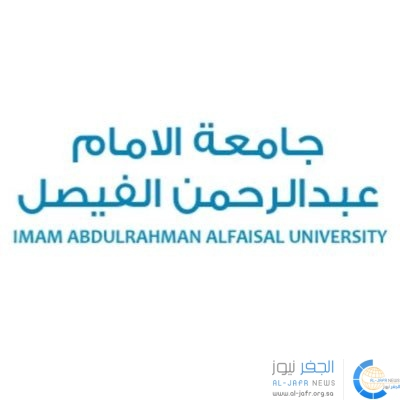 جامعة الامام
عبدالرحمن الفيصل
IMAM ABDULRAHMAN ALFAISAL UNIVERSITY
الجفر نيوز
AL-JAFR NEWS
www.al-jafr.org.sa